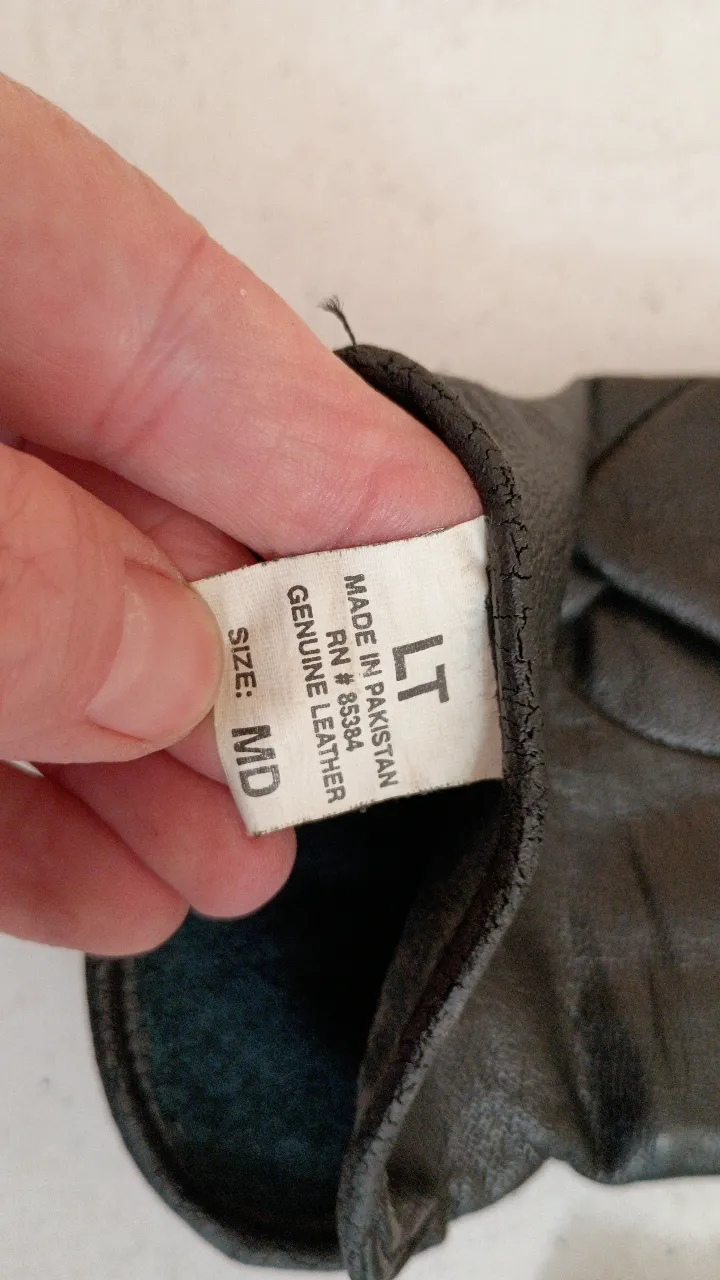 LT
MADE IN PAKISTAN
RN # 85384
GENUINE LEATHER
SIZE: MD